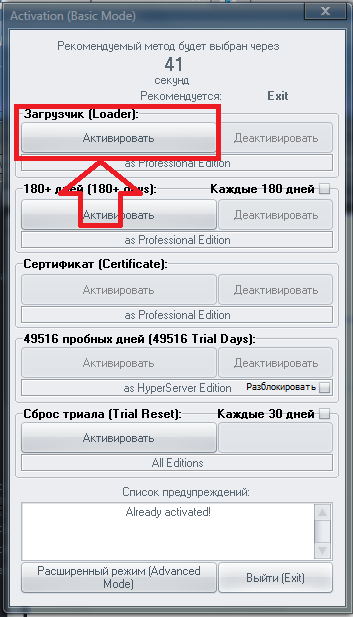 Activation (Basic Mode)
Рекомендуемый метод будет выбран через
41
секунд
Рекомендуется: Exit
Загрузчик (Loader):
Активировать Деактивировать
as Professional Edition
180+ дней (180+ days): Каждые 180 дней
Активировать Деактивировать
as Professional Edition
Сертификат (Certificate):
Активировать Деактивировать
as Professional Edition
49516 пробных дней (49516 Trial Days):
Активировать Деактивировать
as HyperServer Edition Разблокировать
Сброс триала (Trial Reset): Каждые 30 дней
Активировать
All Editions
Список предупреждений:
Already activated!
Расширенный режим (Advanced
Mode)
Выйти (Exit)